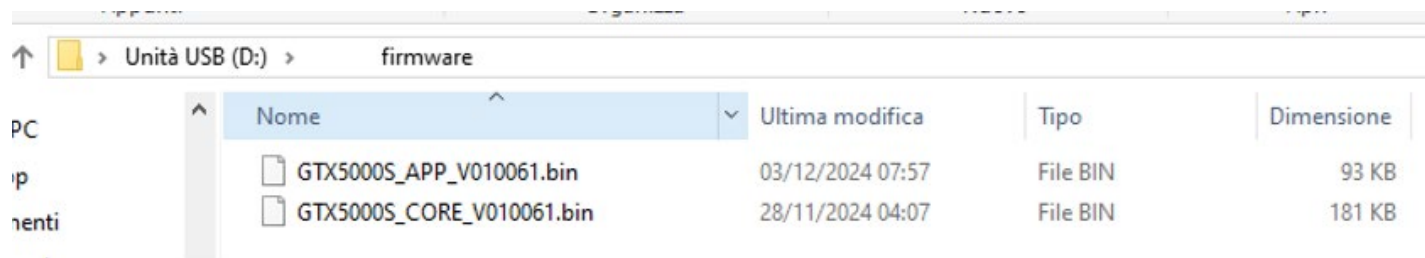 Unità USB (D:) > firmware
Nome Ultima modifica Tipo Dimensione
PC
GTX5000S_APP_V010061.bin 03/12/2024 07:57 File BIN 93 KB
GTX5000S_CORE_V010061.bin 28/11/2024 04:07 File BIN 181 KB